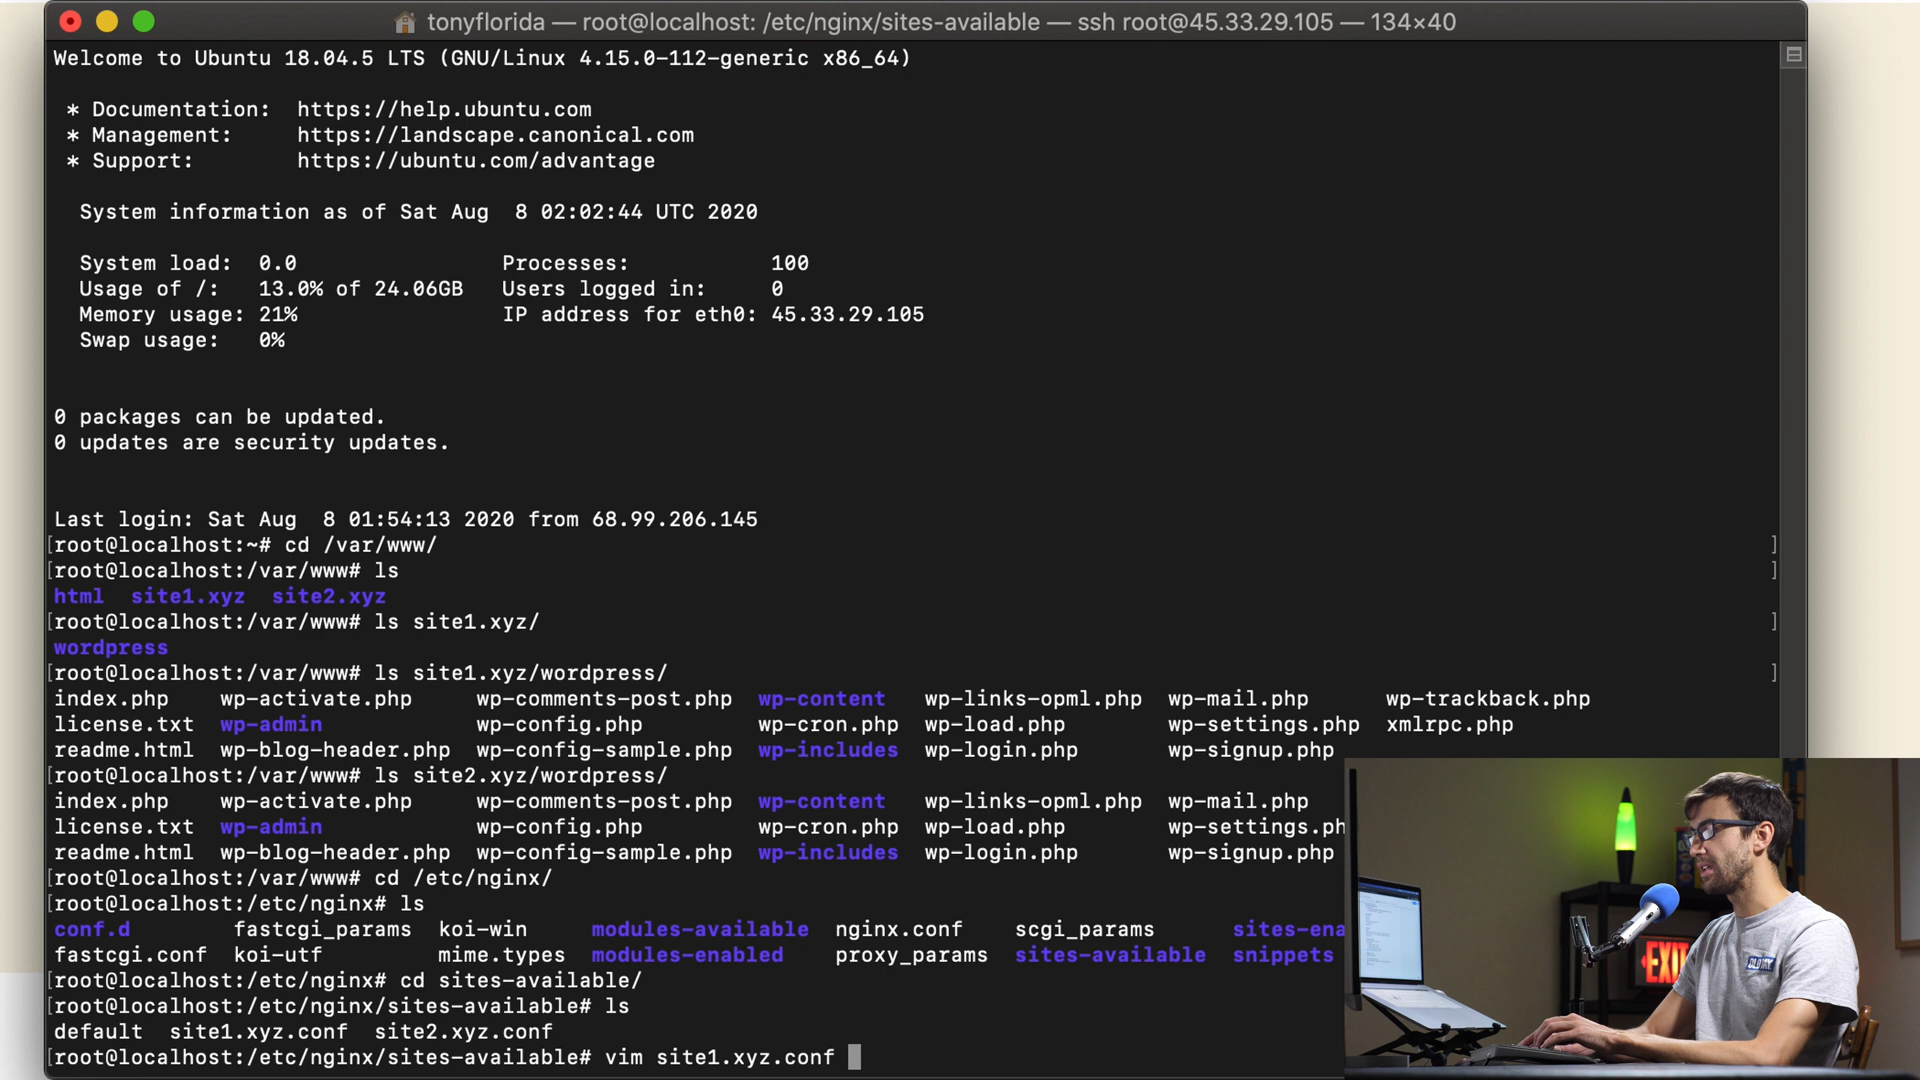 tonyflorida — root@localhost: /etc/nginx/sites-available — ssh root@45.33.29.105 — 134×40
Welcome to Ubuntu 18.04.5 LTS (GNU/Linux 4.15.0-112-generic x86_64)
* Documentation:  https://help.ubuntu.com
* Management:     https://landscape.canonical.com
* Support:        https://ubuntu.com/advantage
System information as of Sat Aug  8 02:02:44 UTC 2020
System load:  0.0                Processes:           100
Usage of /:   13.0% of 24.06GB   Users logged in:     0
Memory usage: 21%                IP address for eth0: 45.33.29.105
Swap usage:   0%
0 packages can be updated.
0 updates are security updates.
Last login: Sat Aug  8 01:54:13 2020 from 68.99.206.145
[root@localhost:~# cd /var/www/ ]
[root@localhost:/var/www# ls ]
html  site1.xyz  site2.xyz
[root@localhost:/var/www# ls site1.xyz/ ]
wordpress
[root@localhost:/var/www# ls site1.xyz/wordpress/ ]
index.php    wp-activate.php     wp-comments-post.php  wp-content   wp-links-opml.php  wp-mail.php      wp-trackback.php
license.txt  wp-admin            wp-config.php         wp-cron.php  wp-load.php        wp-settings.php  xmlrpc.php
readme.html  wp-blog-header.php  wp-config-sample.php  wp-includes  wp-login.php       wp-signup.php
[root@localhost:/var/www# ls site2.xyz/wordpress/
index.php    wp-activate.php     wp-comments-post.php  wp-content   wp-links-opml.php  wp-mail.php
license.txt  wp-admin            wp-config.php         wp-cron.php  wp-load.php        wp-settings.ph
readme.html  wp-blog-header.php  wp-config-sample.php  wp-includes  wp-login.php       wp-signup.php
[root@localhost:/var/www# cd /etc/nginx/
[root@localhost:/etc/nginx# ls
conf.d        fastcgi_params  koi-win     modules-available  nginx.conf    scgi_params      sites-ena
fastcgi.conf  koi-utf         mime.types  modules-enabled    proxy_params  sites-available  snippets
[root@localhost:/etc/nginx# cd sites-available/
[root@localhost:/etc/nginx/sites-available# ls
default  site1.xyz.conf  site2.xyz.conf
[root@localhost:/etc/nginx/sites-available# vim site1.xyz.conf
EXI